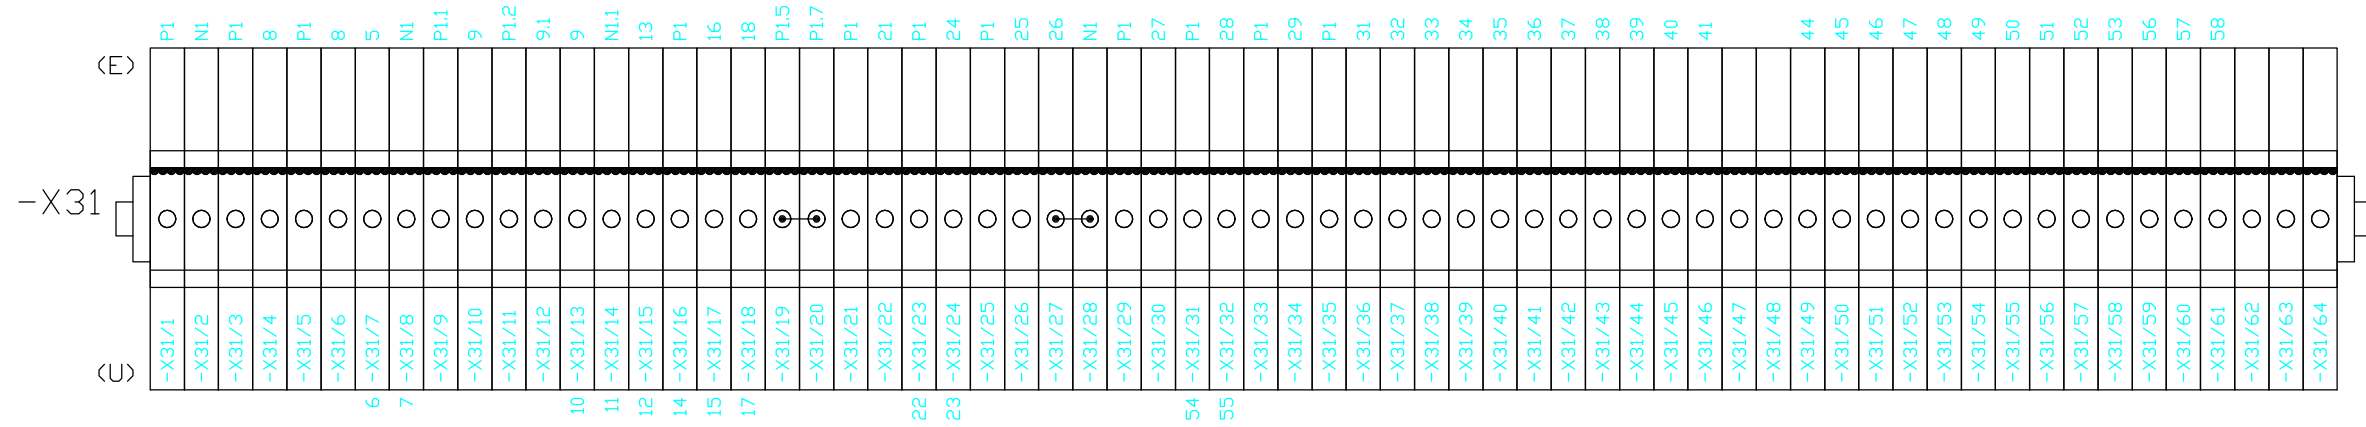 P1 N1 P1 8 P1 8 5 N1 P1.1 9 P1.2 9.1 9 N1.1 13 P1 16 18 P1.5 P1.7 P1 21 P1 24 P1 25 26 N1 P1 27 P1 28 P1 29 P1 31 32 33 34 35 36 37 38 39 40 41 44 45 46 47 48 49 50 51 52 53 56 57 58
(E)
-X31
(U)
-X31/1 -X31/2 -X31/3 -X31/4 -X31/5 -X31/6 -X31/7 -X31/8 -X31/9 -X31/10 -X31/11 -X31/12 -X31/13 -X31/14 -X31/15 -X31/16 -X31/17 -X31/18 -X31/19 -X31/20 -X31/21 -X31/22 -X31/23 -X31/24 -X31/25 -X31/26 -X31/27 -X31/28 -X31/29 -X31/30 -X31/31 -X31/32 -X31/33 -X31/34 -X31/35 -X31/36 -X31/37 -X31/38 -X31/39 -X31/40 -X31/41 -X31/42 -X31/43 -X31/44 -X31/45 -X31/46 -X31/47 -X31/48 -X31/49 -X31/50 -X31/51 -X31/52 -X31/53 -X31/54 -X31/55 -X31/56 -X31/57 -X31/58 -X31/59 -X31/60 -X31/61 -X31/62 -X31/63 -X31/64
6 7 10 11 12 14 15 17 22 23 54 55